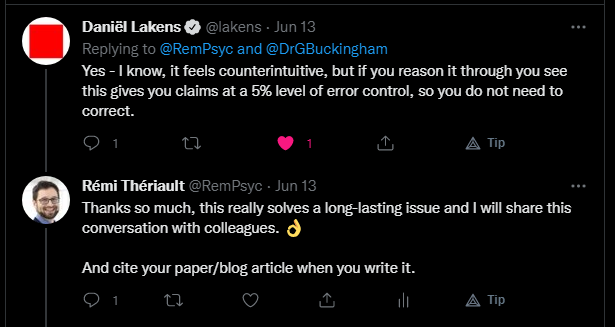 Daniël Lakens @lakens · Jun 13
Replying to @RemPsyc and @DrGBuckingham
Yes - I know, it feels counterintuitive, but if you reason it through you see
this gives you claims at a 5% level of error control, so you do not need to
correct.
1 1 Tip
Rémi Thériault @RemPsyc · Jun 13
Thanks so much, this really solves a long-lasting issue and I will share this
conversation with colleagues. 👌
And cite your paper/blog article when you write it.
1 Tip